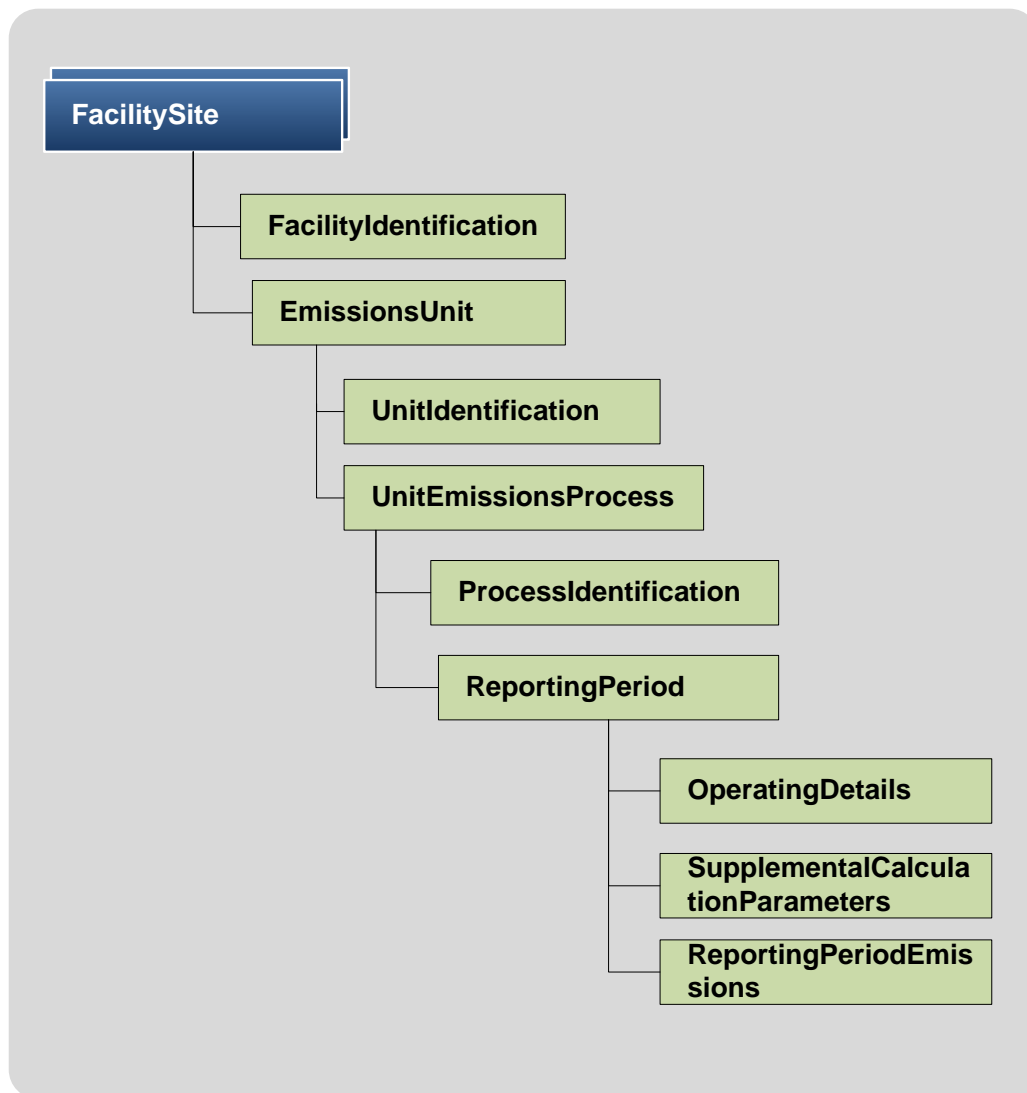 FacilitySite
FacilityIdentification
EmissionsUnit
UnitIdentification
UnitEmissionsProcess
ProcessIdentification
ReportingPeriod
OperatingDetails
SupplementalCalcula
tionParameters
ReportingPeriodEmis
sions